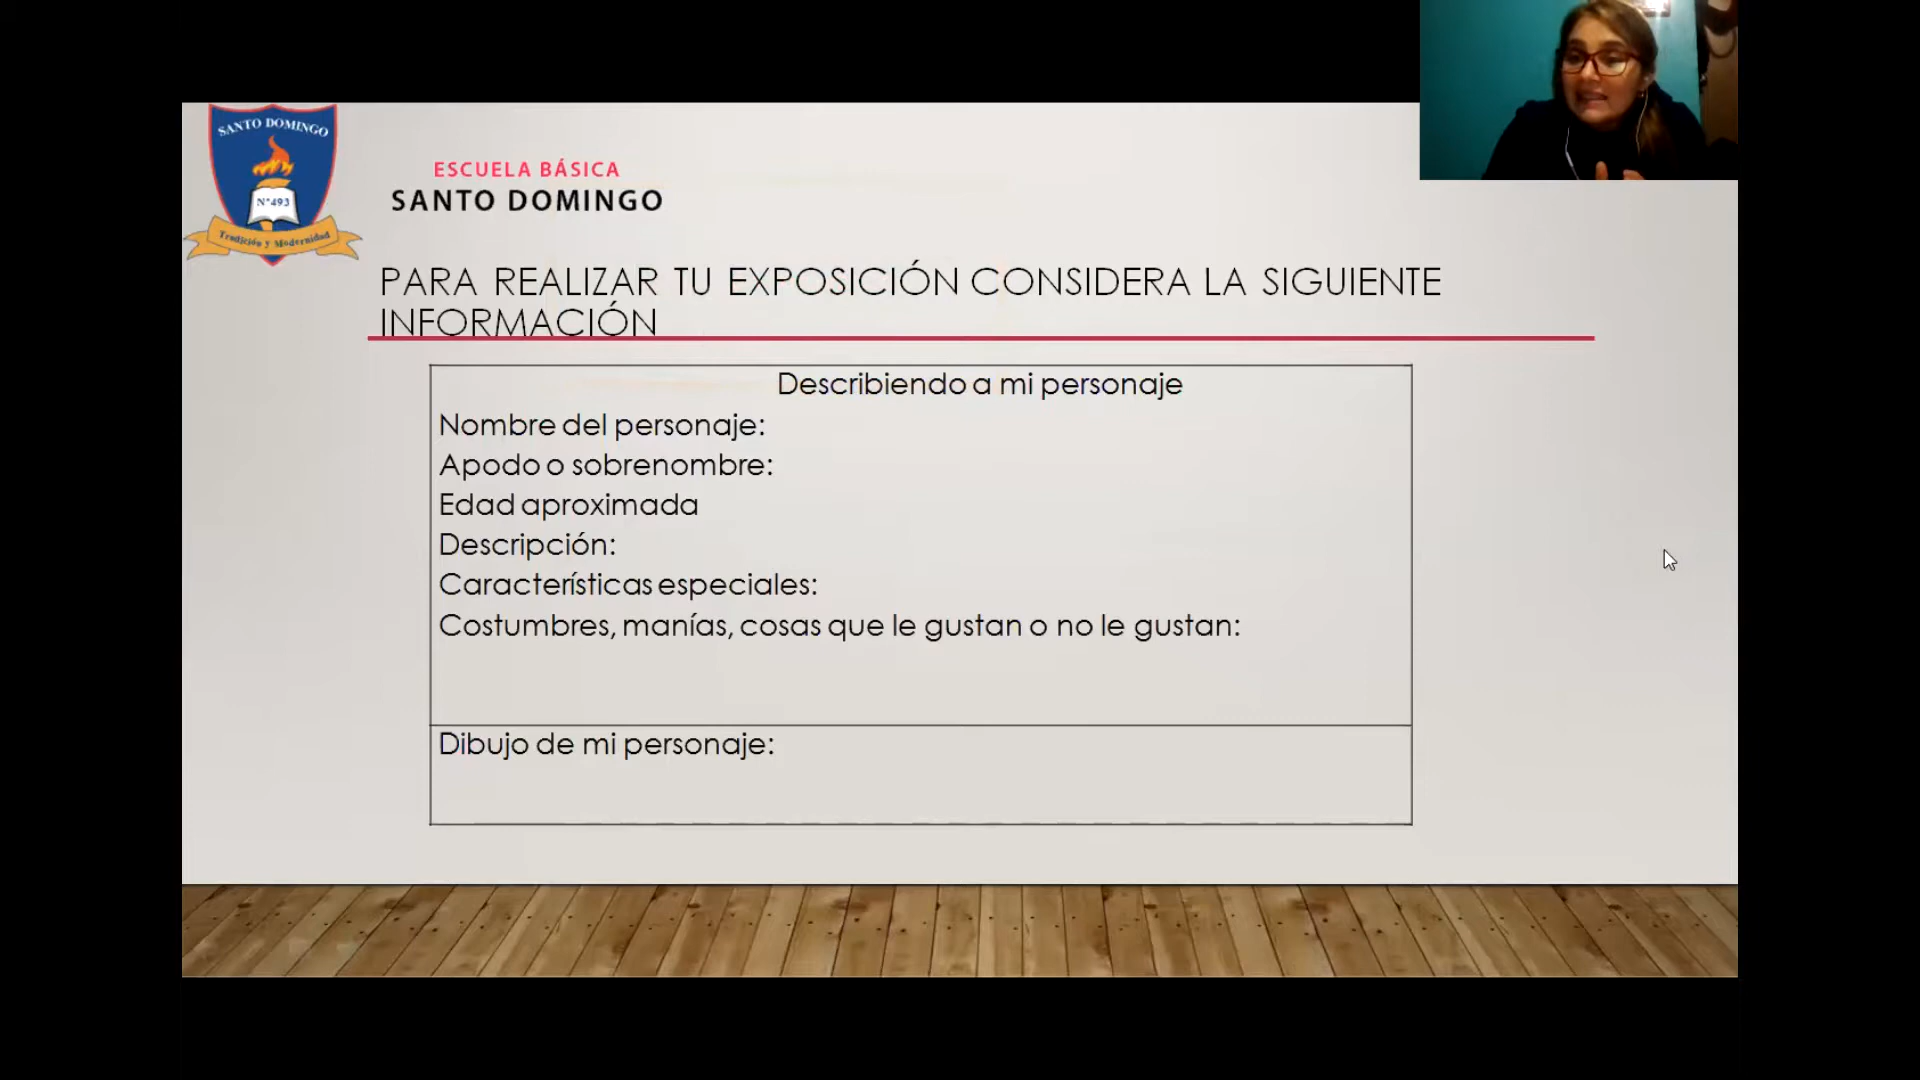 SANTO DOMINGO
N°493
Tradición y Modernidad
ESCUELA BÁSICA
SANTO DOMINGO
PARA REALIZAR TU EXPOSICIÓN CONSIDERA LA SIGUIENTE
INFORMACIÓN
Describiendo a mi personaje
Nombre del personaje:
Apodo o sobrenombre:
Edad aproximada
Descripción:
Características especiales:
Costumbres, manías, cosas que le gustan o no le gustan:
Dibujo de mi personaje: